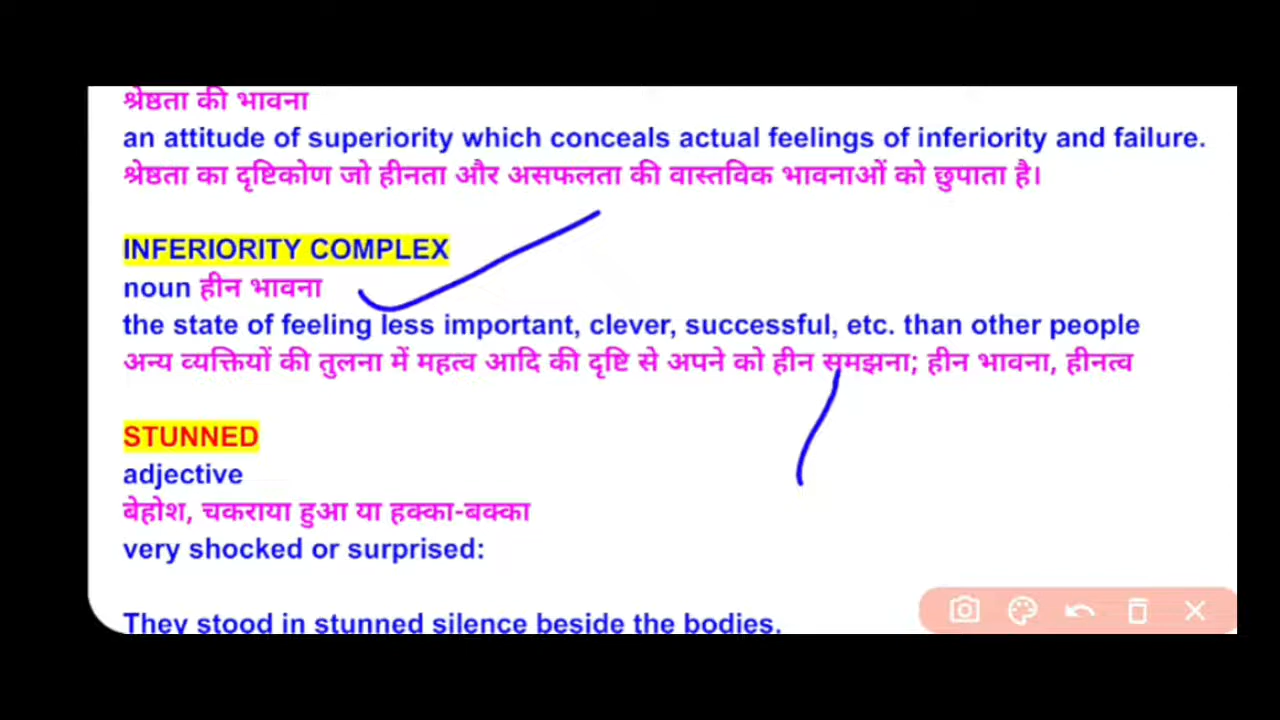 श्रेष्ठता की भावना
an attitude of superiority which conceals actual feelings of inferiority and failure.
श्रेष्ठता का दृष्टिकोण जो हीनता और असफलता की वास्तविक भावनाओं को छुपाता है।
INFERIORITY COMPLEX
noun हीन भावना
the state of feeling less important, clever, successful, etc. than other people
अन्य व्यक्तियों की तुलना में महत्व आदि की दृष्टि से अपने को हीन समझना; हीन भावना, हीनत्व
STUNNED
adjective
बेहोश, चकराया हुआ या हक्का-बक्का
very shocked or surprised:
They stood in stunned silence beside the bodies.